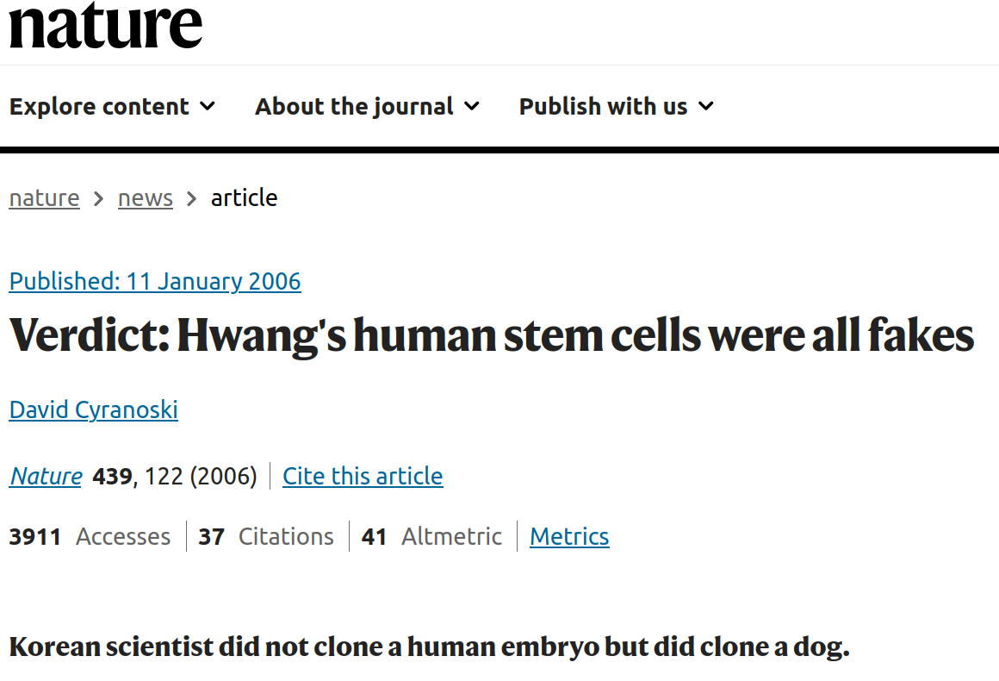 nature
Explore content About the journal Publish with us
nature > news > article
Published: 11 January 2006
Verdict: Hwang's human stem cells were all fakes
David Cyranoski
Nature 439, 122 (2006) | Cite this article
3911 Accesses | 37 Citations | 41 Altmetric | Metrics
Korean scientist did not clone a human embryo but did clone a dog.